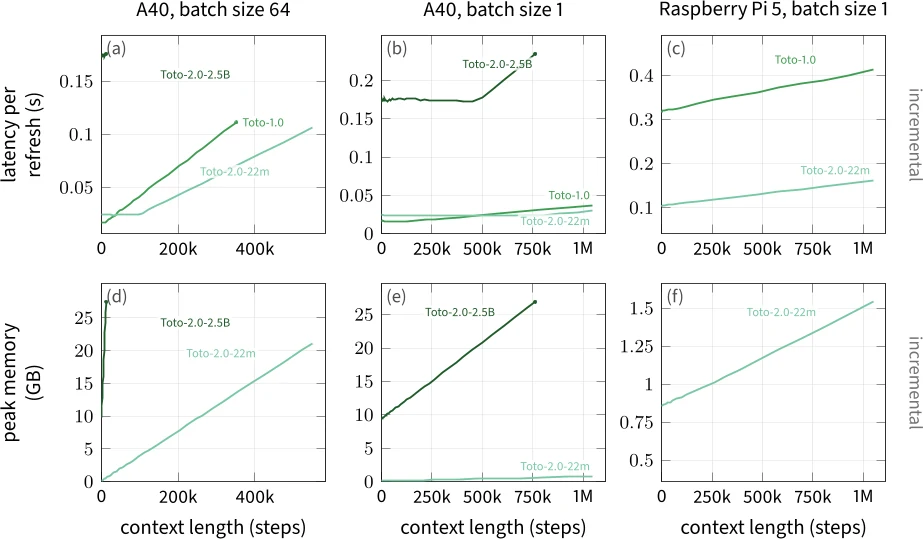 A40, batch size 64
A40, batch size 1
Raspberry Pi 5, batch size 1
latency per
refresh (s)
(a)
0.15
0.1
0.05
Toto-2.0-2.5B
Toto-1.0
Toto-2.0-22m
0
200k
400k
(b)
0.2
0.15
0.1
0.05
0
Toto-2.0-2.5B
Toto-1.0
Toto-2.0-22m
0
250k
500k
750k
1M
(c)
0.4
0.3
0.2
0.1
Toto-1.0
Toto-2.0-22m
0
250k
500k
750k
1M
incremental
peak memory
(GB)
(d)
25
20
15
10
5
0
Toto-2.0-2.5B
Toto-2.0-22m
0
200k
400k
context length (steps)
(e)
25
20
15
10
5
0
Toto-2.0-2.5B
Toto-2.0-22m
0
250k
500k
750k
1M
context length (steps)
(f)
1.5
1.25
1
0.75
0.5
Toto-2.0-22m
0
250k
500k
750k
1M
context length (steps)
incremental